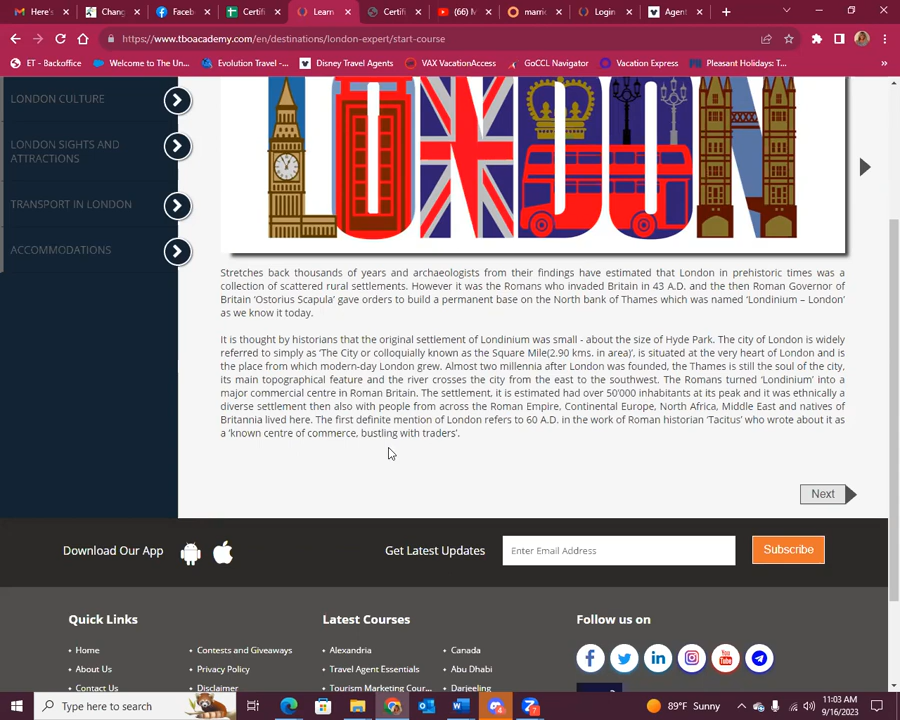 Here's
Chang
Faceb
Certifi
Learn
Certifi
(66) M
marri
Login
Agent
https://www.tboacademy.com/en/destinations/london-expert/start-course
ET - Backoffice
Welcome to The Un...
Evolution Travel -...
Disney Travel Agents
VAX VacationAccess
GoCCL Navigator
Vacation Express
Pleasant Holidays: T...
LONDON CULTURE
LONDON SIGHTS AND
ATTRACTIONS
TRANSPORT IN LONDON
ACCOMMODATIONS
LONDON
Stretches back thousands of years and archaeologists from their findings have estimated that London in prehistoric times was a
collection of scattered rural settlements. However it was the Romans who invaded Britain in 43 A.D. and the then Roman Governor of
Britain ‘Ostorius Scapula’ gave orders to build a permanent base on the North bank of Thames which was named ‘Londinium – London’
as we know it today.
It is thought by historians that the original settlement of Londinium was small - about the size of Hyde Park. The city of London is widely
referred to simply as ‘The City or colloquially known as the Square Mile(2.90 kms. in area)’, is situated at the very heart of London and is
the place from which modern-day London grew. Almost two millennia after London was founded, the Thames is still the soul of the city,
its main topographical feature and the river crosses the city from the east to the southwest. The Romans turned ‘Londinium’ into a
major commercial centre in Roman Britain. The settlement, it is estimated had over 50’000 inhabitants at its peak and it was ethnically a
diverse settlement then also with people from across the Roman Empire, Continental Europe, North Africa, Middle East and natives of
Britannia lived here. The first definite mention of London refers to 60 A.D. in the work of Roman historian ‘Tacitus’ who wrote about it as
a ‘known centre of commerce, bustling with traders’.
Next
Download Our App
Get Latest Updates
Enter Email Address
Subscribe
Quick Links
Latest Courses
Follow us on
Home
Contests and Giveaways
Alexandria
Canada
About Us
Privacy Policy
Travel Agent Essentials
Abu Dhabi
Contact Us
Disclaimer
Tourism Marketing Cour...
Darjeeling
Type here to search
89°F Sunny
11:03 AM
9/16/2023